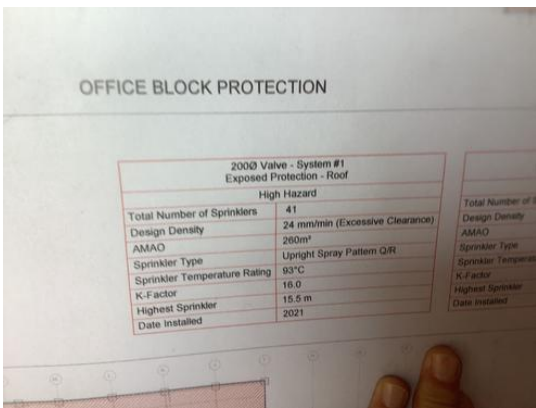 OFFICE BLOCK PROTECTION
200Ø Valve - System #1
Exposed Protection - Roof
High Hazard
Total Number of Sprinklers 41
Design Density 24 mm/min (Excessive Clearance)
AMAO 260m²
Sprinkler Type Upright Spray Pattern Q/R
Sprinkler Temperature Rating 93°C
K-Factor 16.0
Highest Sprinkler 15.5 m
Date Installed 2021
Total Number of
Design Density
AMAO
Sprinkler Type
Sprinkler
K-Factor
Highest Sprinkler
Date Installed